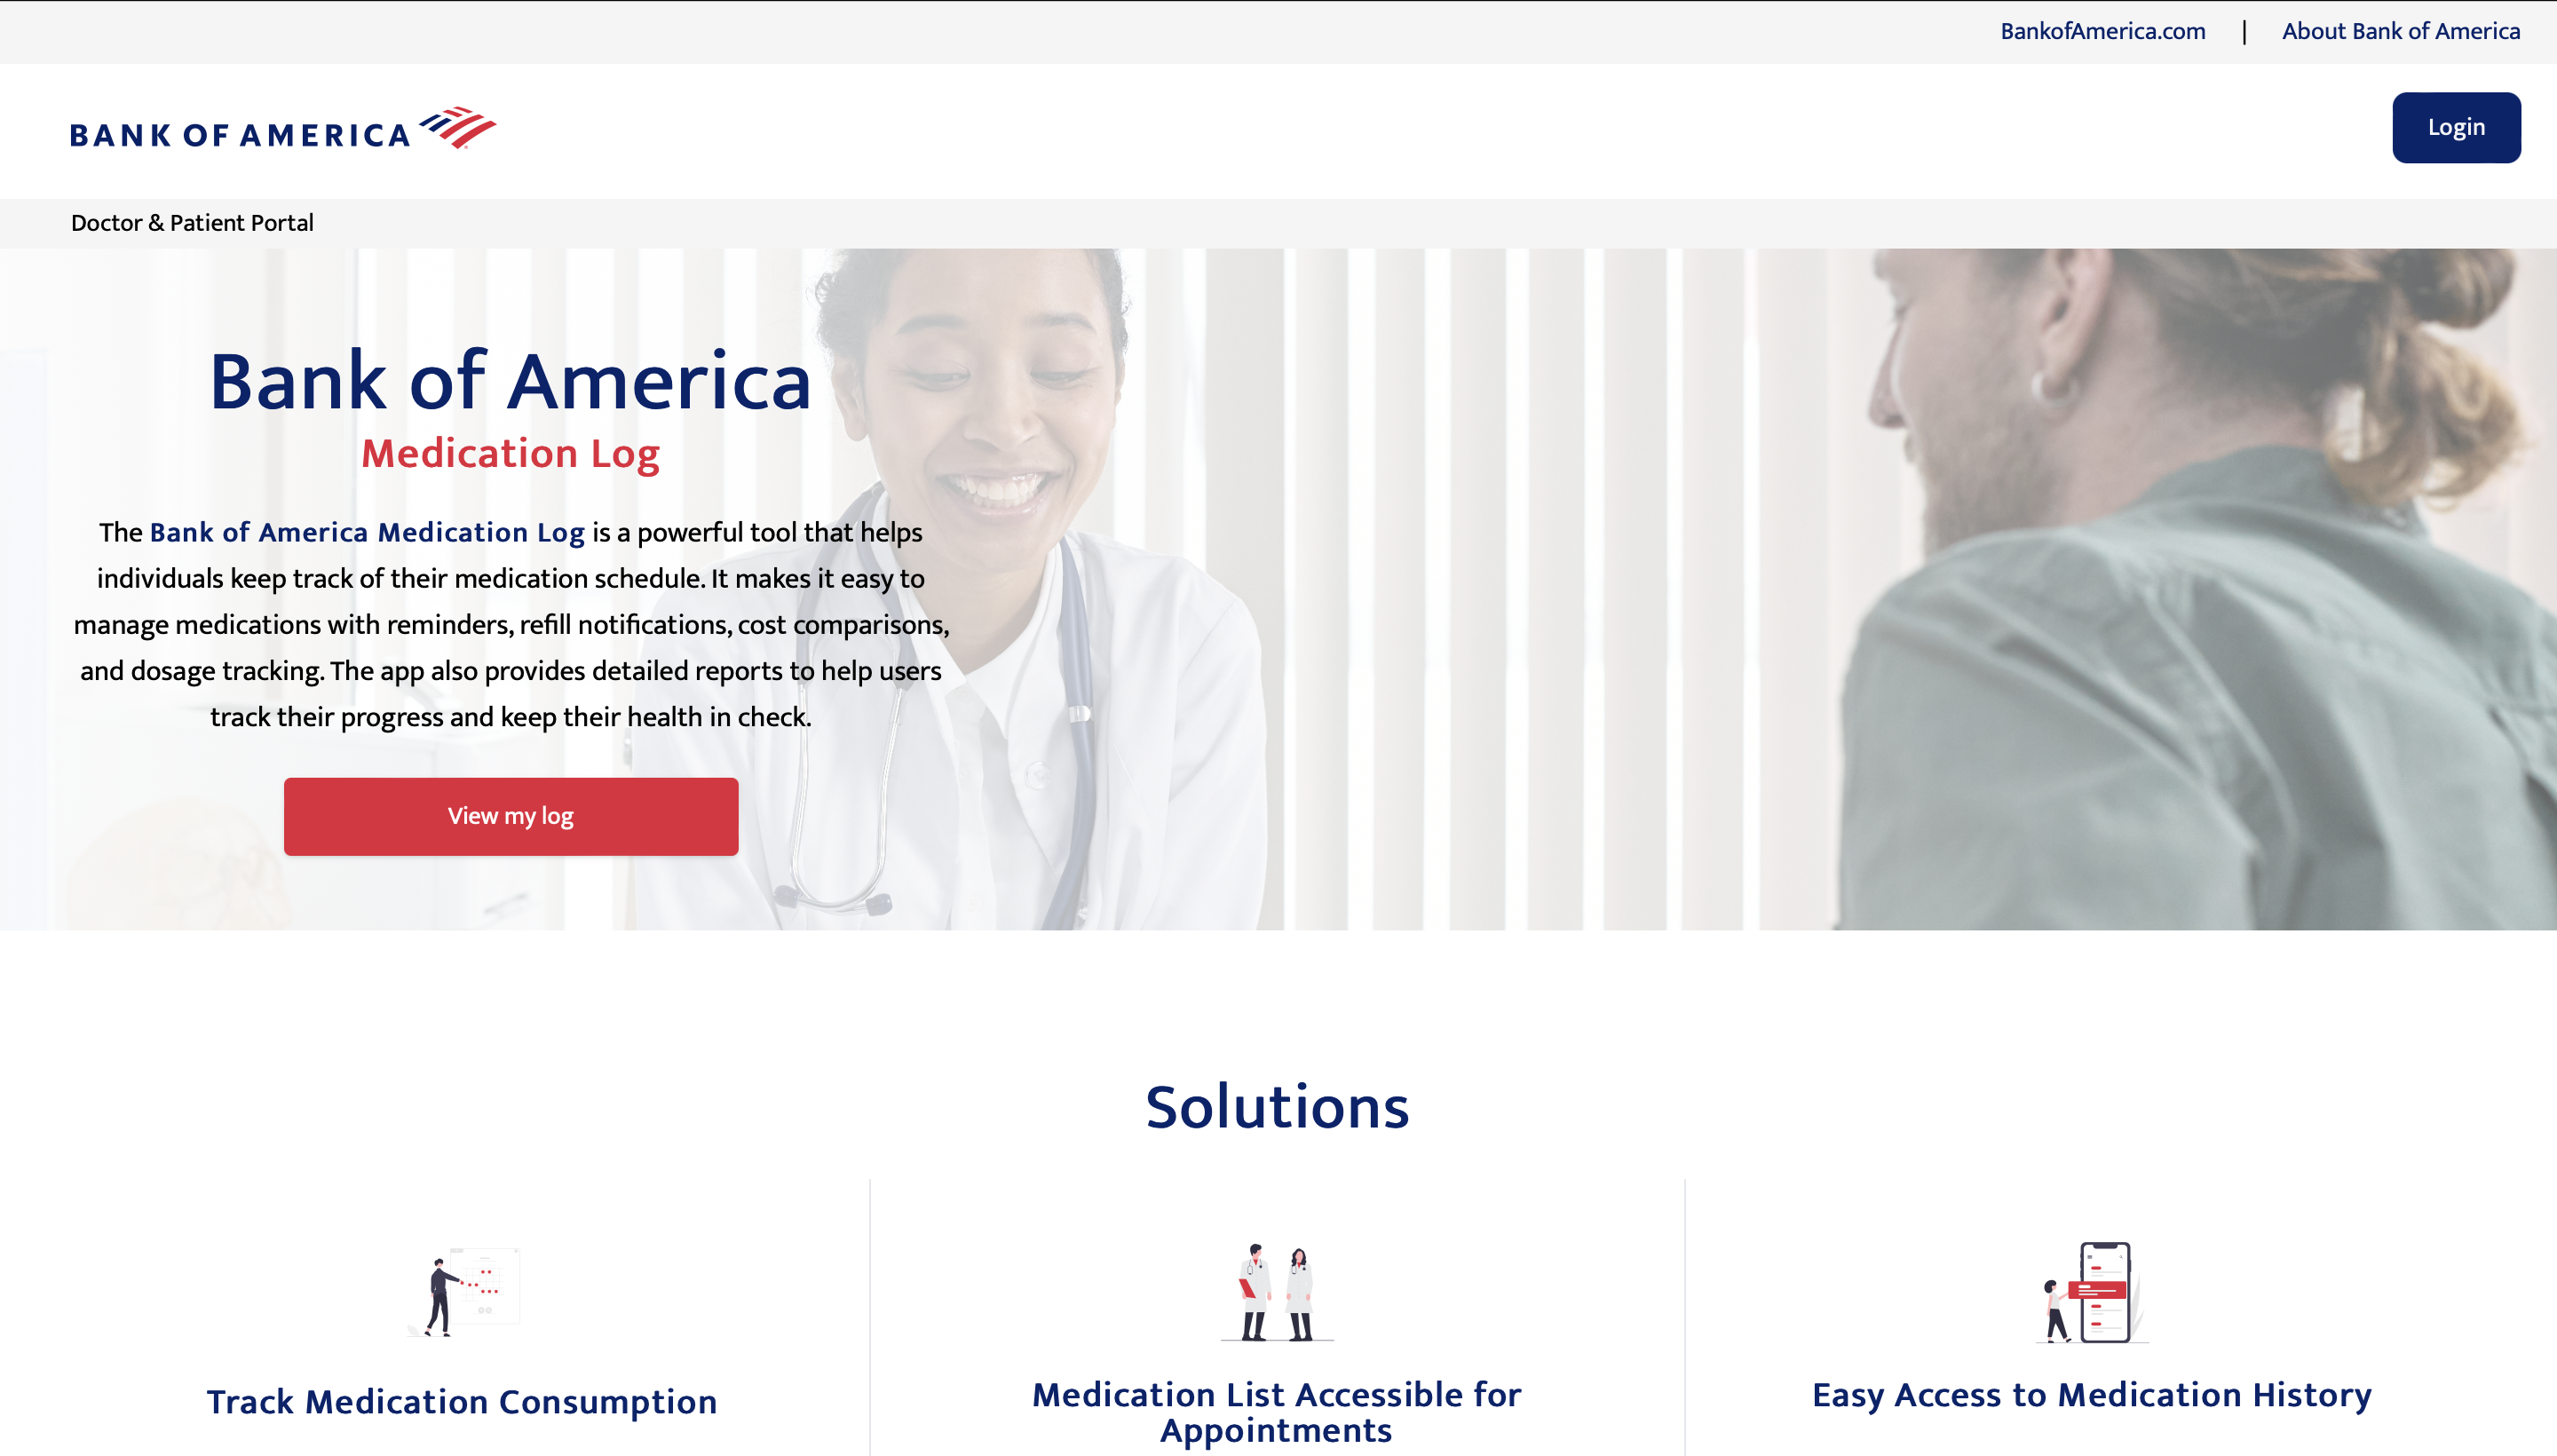 BankofAmerica.com | About Bank of America
BANK OF AMERICA
Login
Doctor & Patient Portal
Bank of America
Medication Log
The Bank of America Medication Log is a powerful tool that helps
individuals keep track of their medication schedule. It makes it easy to
manage medications with reminders, refill notifications, cost comparisons,
and dosage tracking. The app also provides detailed reports to help users
track their progress and keep their health in check.
View my log
Solutions
Track Medication Consumption
Medication List Accessible for
Appointments
Easy Access to Medication History